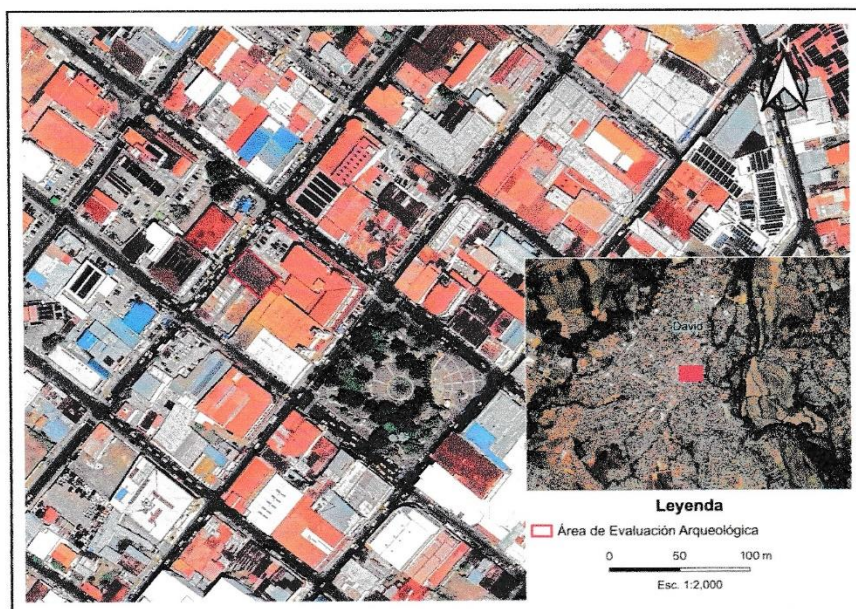 N
David
Leyenda
Área de Evaluación Arqueológica
0 50 100 m
Esc. 1:2,000